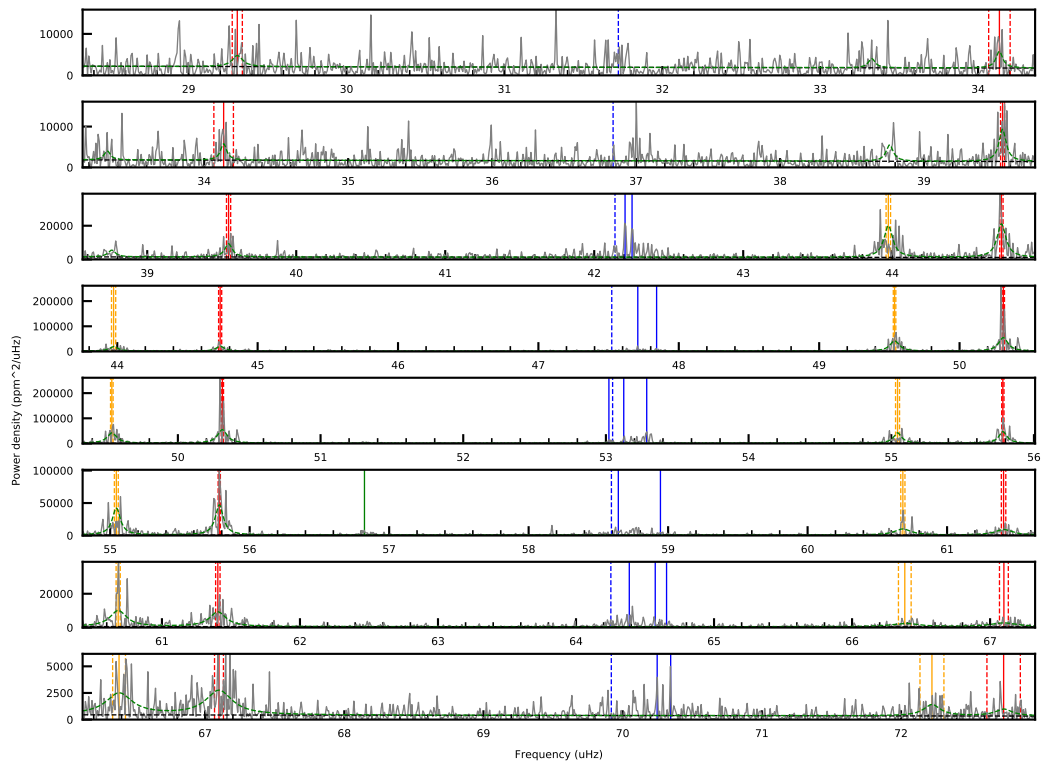 10000
0
29 30 31 32 33 34
10000
0
34 35 36 37 38 39
20000
0
39 40 41 42 43 44
200000
100000
0
44 45 46 47 48 49 50
200000
100000
0
50 51 52 53 54 55 56
100000
50000
0
55 56 57 58 59 60 61
20000
0
61 62 63 64 65 66 67
5000
2500
0
67 68 69 70 71 72
Power density (ppm^2/uHz)
Frequency (uHz)